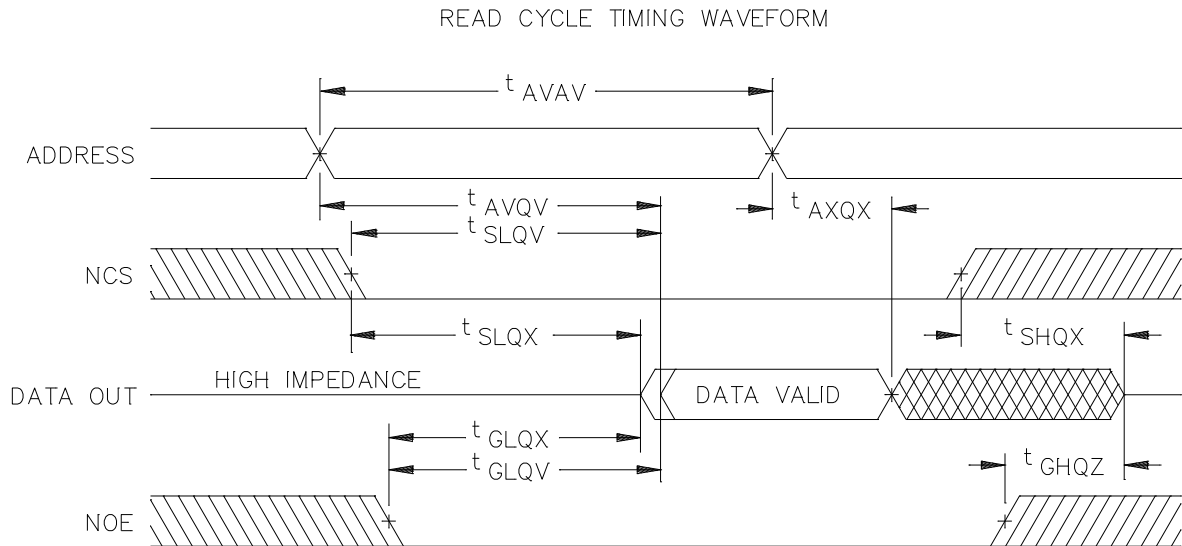 READ CYCLE TIMING WAVEFORM
t AVAV
ADDRESS
t AVQV
t AXQX
t SLQV
NCS
t SLQX
t SHQX
HIGH IMPEDANCE
DATA OUT
DATA VALID
t GLQX
t GLQV
t GHQZ
NOE